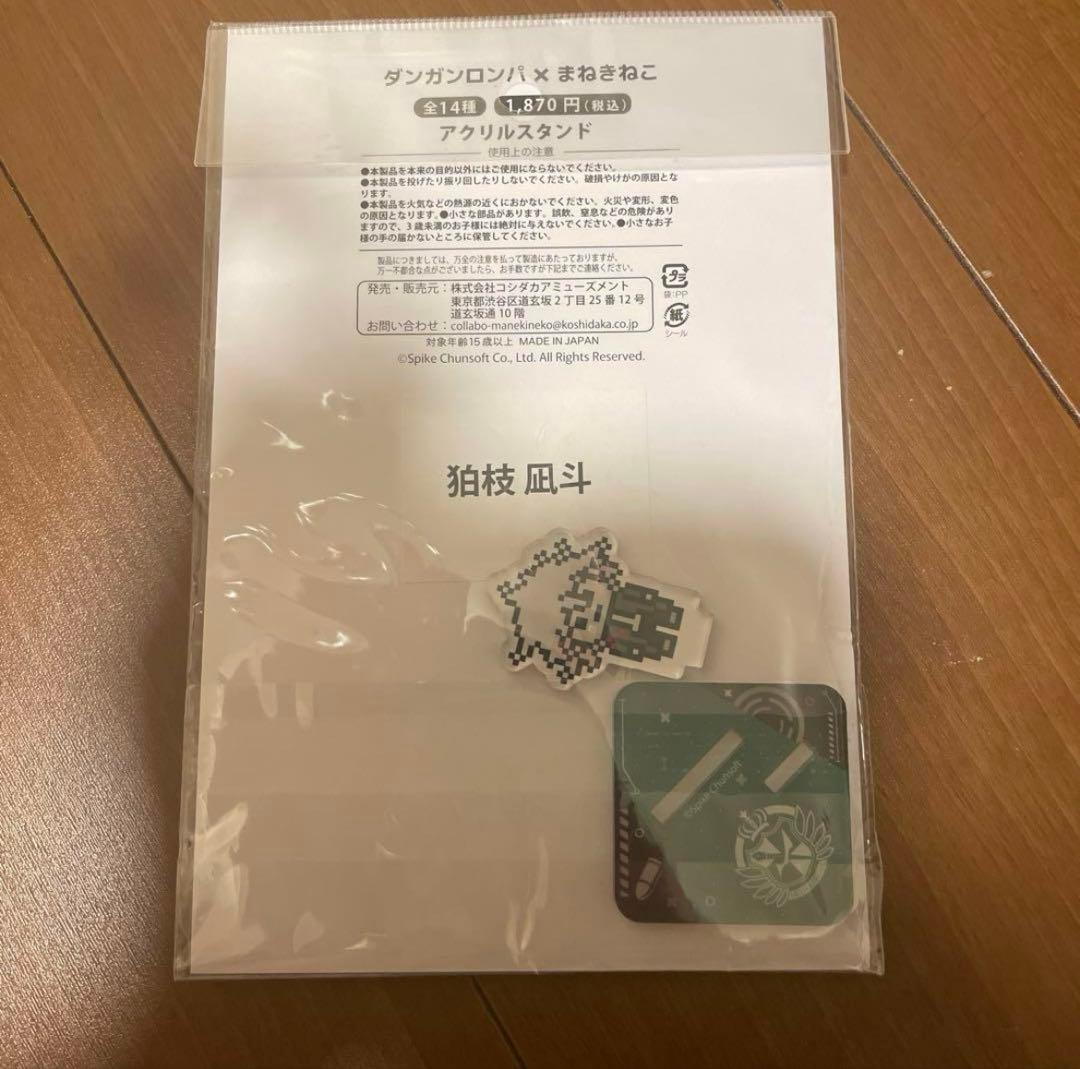 ダンガンロンパ × まねきねこ
全14種 1,870円(税込)
アクリルスタンド
使用上の注意
●本製品を本来の目的以外にはご使用にならないでください。
●本製品を投げたり振り回したりしないでください。破損やけがの原因とな
ります。
●本製品を火気などの熱源の近くにおかないでください。火災や変形、変色
の原因となります。●小さな部品があります。誤飲、窒息などの危険があり
ますので、3歳未満のお子様には絶対に与えないでください。●小さなお子
様の手の届かないところに保管してください。
製品につきましては、万全の注意を払って製造にあたっておりますが、
万一不都合な点がございましたら、お手数ですが下記までご連絡ください。
発売・販売元：株式会社コシダカアミューズメント
東京都渋谷区道玄坂2丁目25番12号
道玄坂通10階
お問い合わせ：collabo-manekineko@koshidaka.co.jp
プラ
袋:PP
紙
シール
対象年齢15歳以上 MADE IN JAPAN
©Spike Chunsoft Co., Ltd. All Rights Reserved.
狛枝 凪斗
©Spike Chunsoft